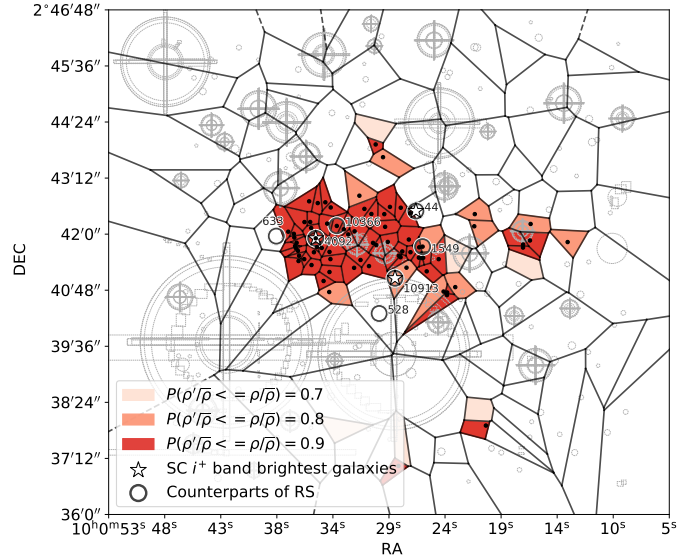 2°46′48″
45′36″
44′24″
43′12″
42′0″
40′48″
39′36″
38′24″
37′12″
36′0″
DEC
633
10366
44
4092
1549
10913
528
P(ρ′/ρ̅ <= ρ/ρ̅) = 0.7
P(ρ′/ρ̅ <= ρ/ρ̅) = 0.8
P(ρ′/ρ̅ <= ρ/ρ̅) = 0.9
SC i⁺ band brightest galaxies
Counterparts of RS
10ʰ0ᵐ53ˢ 48ˢ 43ˢ 38ˢ 34ˢ 29ˢ 24ˢ 19ˢ 14ˢ 10ˢ 5ˢ
RA